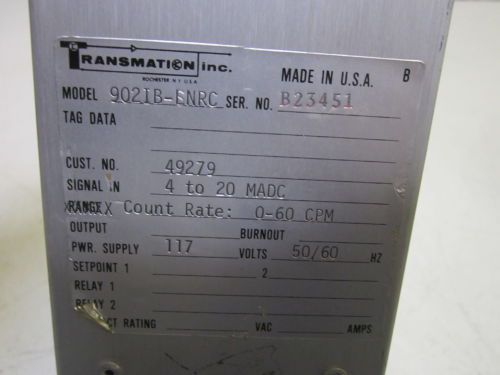 TRANSMATION inc.
ROCHESTER, N.Y. U.S.A.
MADE IN U.S.A. B
MODEL 902IB-ENRC SER. NO. B23451
TAG DATA
CUST. NO. 49279
SIGNAL IN 4 to 20 MADC
RANGE Count Rate: 0-60 CPM
OUTPUT BURNOUT
PWR. SUPPLY 117 VOLTS 50/60 HZ
SETPOINT 1 2
RELAY 1
RELAY 2
CT RATING VAC AMPS